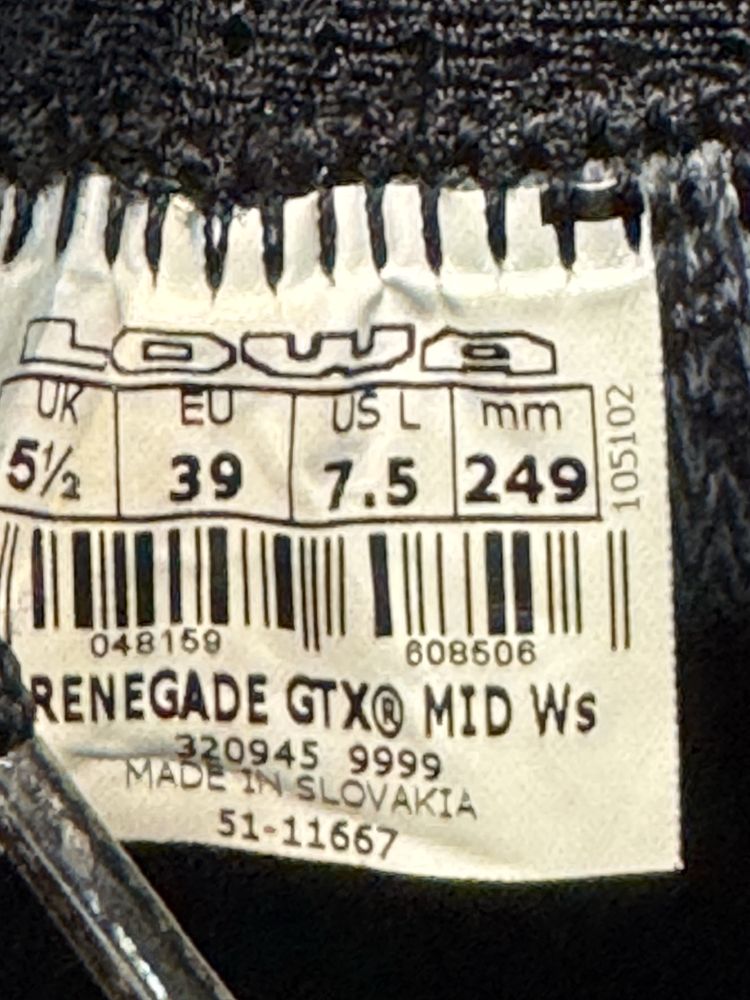 LOWA
UK EU US L mm
5½ 39 7.5 249
105102
048159 608506
RENEGADE GTX® MID Ws
320945 9999
MADE IN SLOVAKIA
51-11667